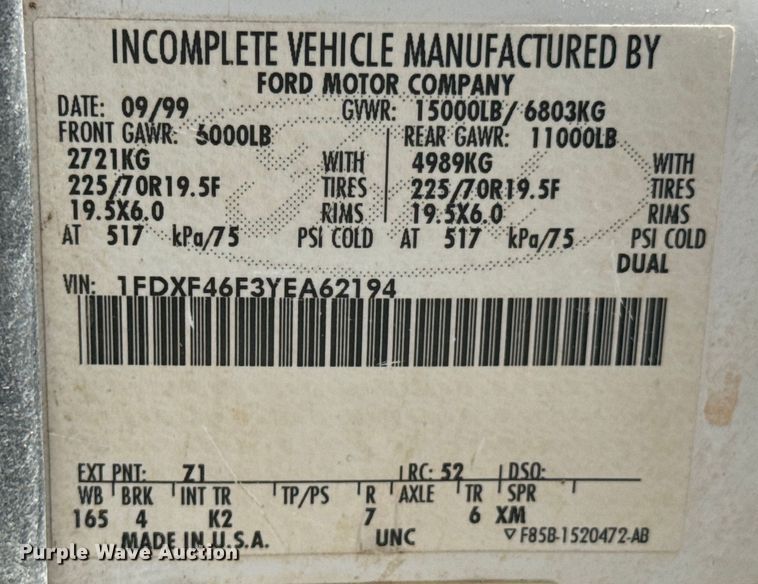 INCOMPLETE VEHICLE MANUFACTURED BY
FORD MOTOR COMPANY
DATE: 09/99 GVWR: 15000LB/ 6803KG
FRONT GAWR: 6000LB REAR GAWR: 11000LB
2721KG WITH 4989KG WITH
225/70R19.5F TIRES 225/70R19.5F TIRES
19.5X6.0 RIMS 19.5X6.0 RIMS
AT 517 kPa/75 PSI COLD AT 517 kPa/75 PSI COLD
DUAL
VIN: 1FDXF46F3YEA62194
EXT PNT: Z1 RC: 52 DSO:
WB BRK INT TR TP/PS R AXLE TR SPR
165 4 K2 7 6 XM
MADE IN U.S.A. UNC F85B-1520472-AB
Purple Wave Auction